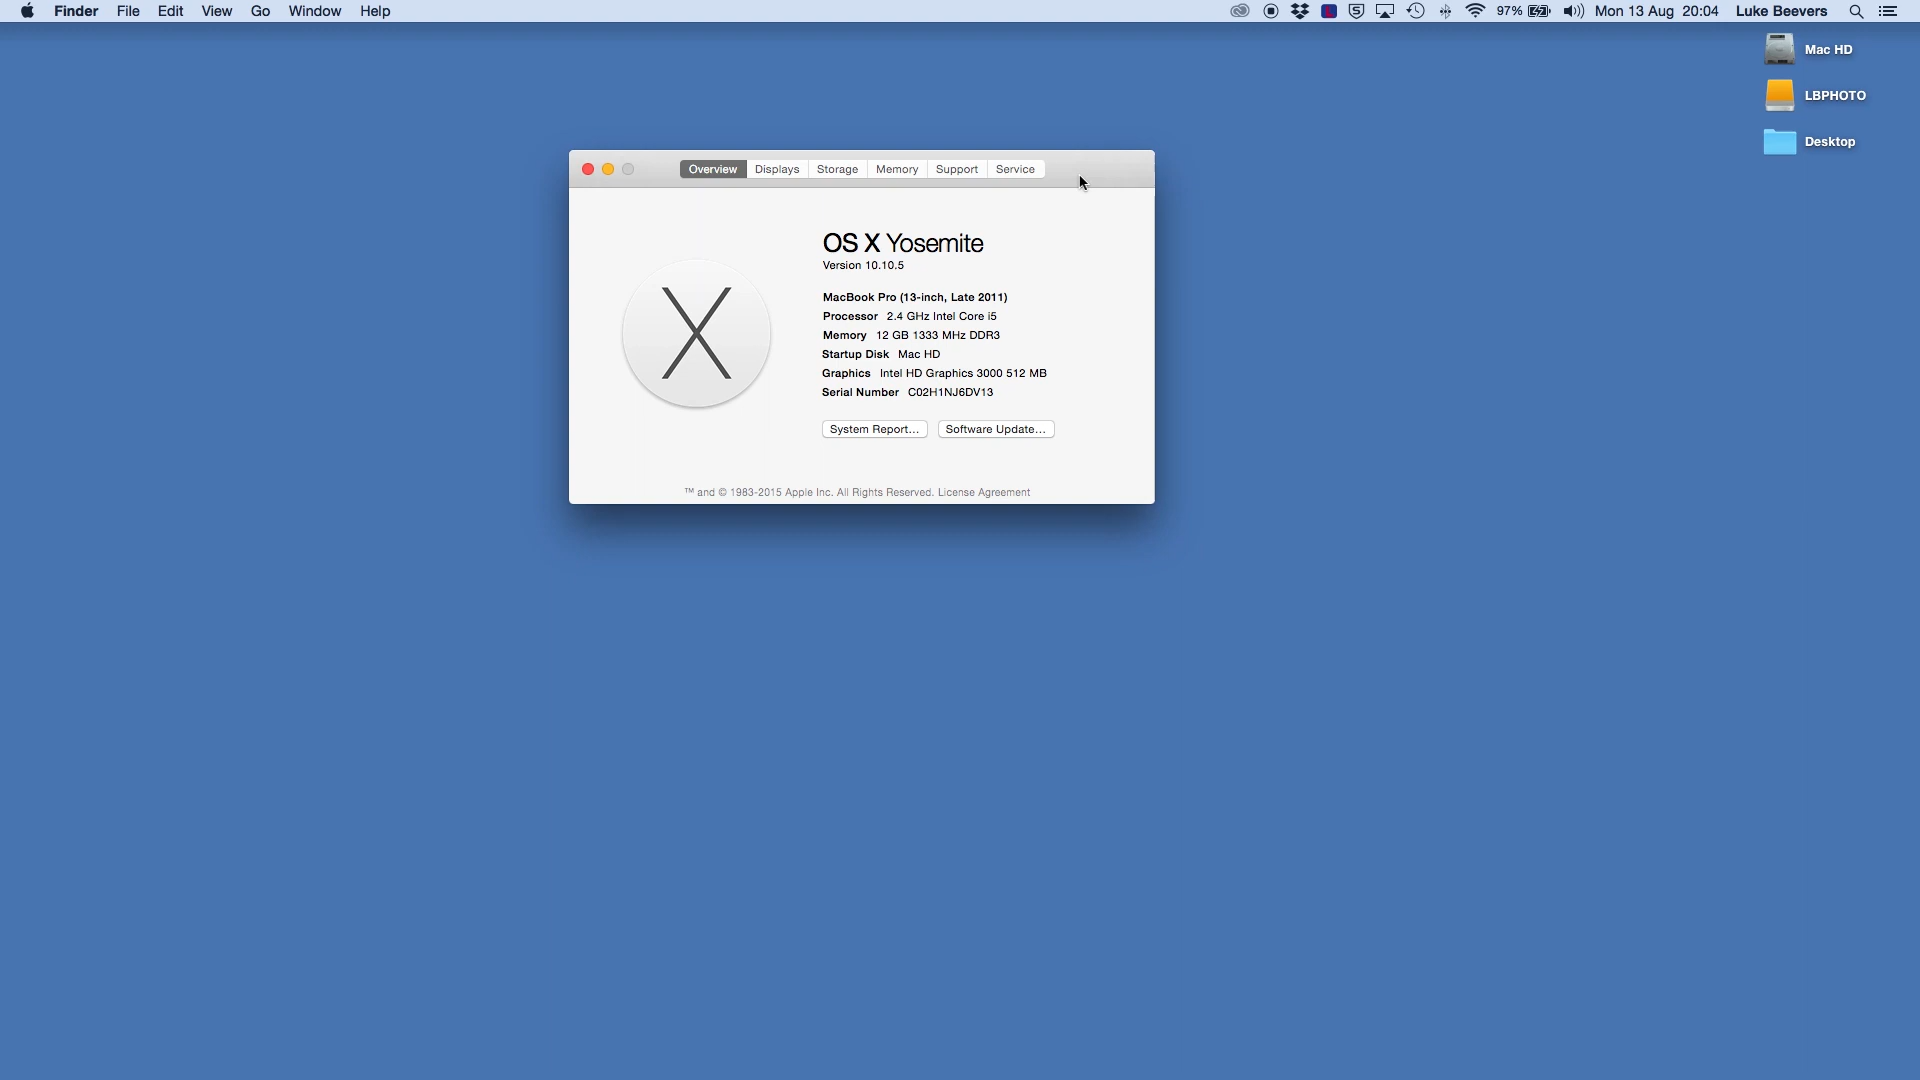 Finder File Edit View Go Window Help 97% Mon 13 Aug 20:04 Luke Beevers
Mac HD
LBPHOTO
Desktop
Overview Displays Storage Memory Support Service
OS X Yosemite
Version 10.10.5
MacBook Pro (13-inch, Late 2011)
Processor 2.4 GHz Intel Core i5
Memory 12 GB 1333 MHz DDR3
Startup Disk Mac HD
Graphics Intel HD Graphics 3000 512 MB
Serial Number C02H1NJ6DV13
System Report... Software Update...
™ and © 1983-2015 Apple Inc. All Rights Reserved. License Agreement